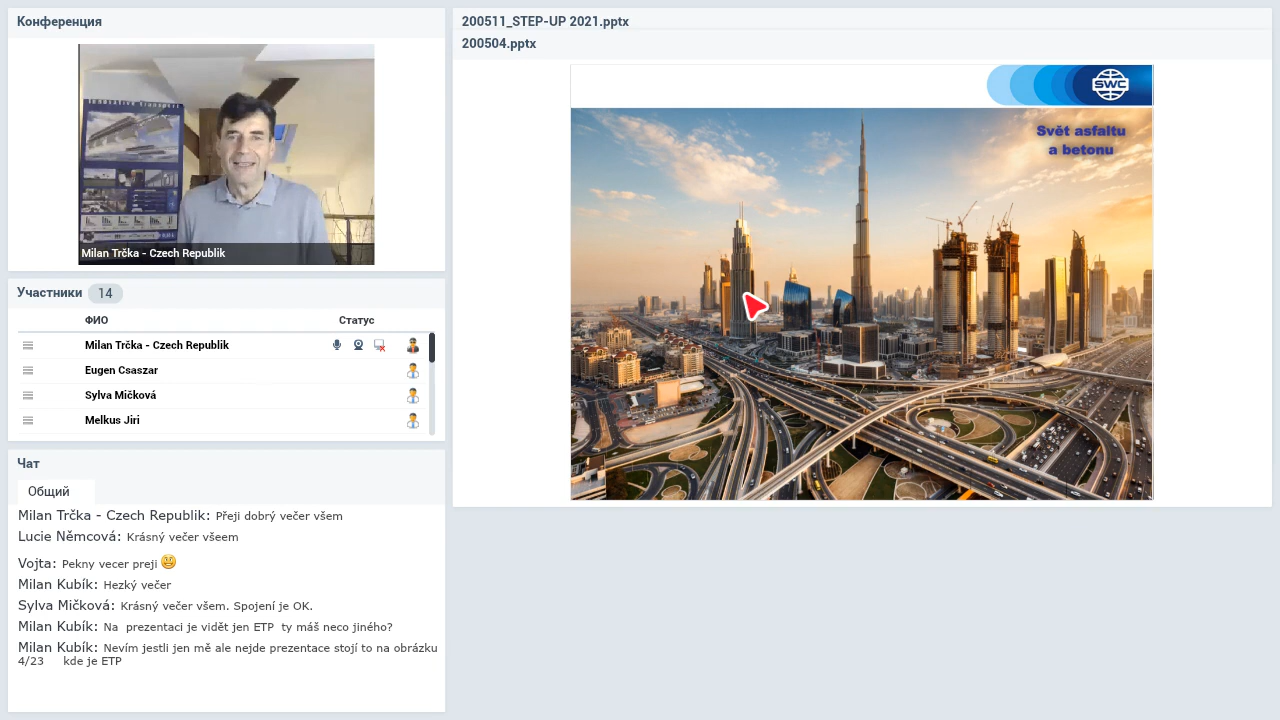 Конференция
Innovative Transport
Milan Trčka - Czech Republik
Участники 14
ФИО Статус
Milan Trčka - Czech Republik
Eugen Csaszar
Sylva Mičková
Melkus Jiri
Чат
Общий
Milan Trčka - Czech Republik: Přeji dobrý večer všem
Lucie Němcová: Krásný večer všeem
Vojta: Pekny vecer preji
Milan Kubík: Hezký večer
Sylva Mičková: Krásný večer všem. Spojení je OK.
Milan Kubík: Na prezentaci je vidět jen ETP ty máš neco jiného?
Milan Kubík: Nevím jestli jen mě ale nejde prezentace stojí to na obrázku
4/23 kde je ETP
200511_STEP-UP 2021.pptx
200504.pptx
SWC
Svět asfaltu
a betonu